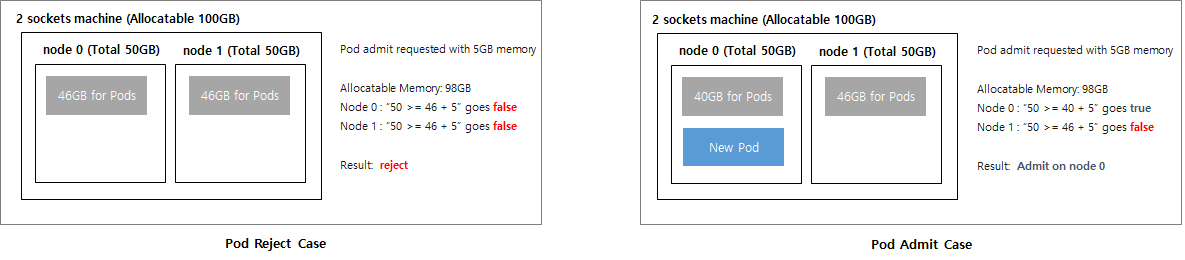 2 sockets machine (Allocatable 100GB)
node 0 (Total 50GB)
node 1 (Total 50GB)
46GB for Pods
46GB for Pods
Pod admit requested with 5GB memory
Allocatable Memory: 98GB
Node 0 : “50 >= 46 + 5” goes false
Node 1 : “50 >= 46 + 5” goes false
Result: reject
Pod Reject Case
2 sockets machine (Allocatable 100GB)
node 0 (Total 50GB)
node 1 (Total 50GB)
40GB for Pods
46GB for Pods
New Pod
Pod admit requested with 5GB memory
Allocatable Memory: 98GB
Node 0 : “50 >= 40 + 5” goes true
Node 1 : “50 >= 46 + 5” goes false
Result: Admit on node 0
Pod Admit Case